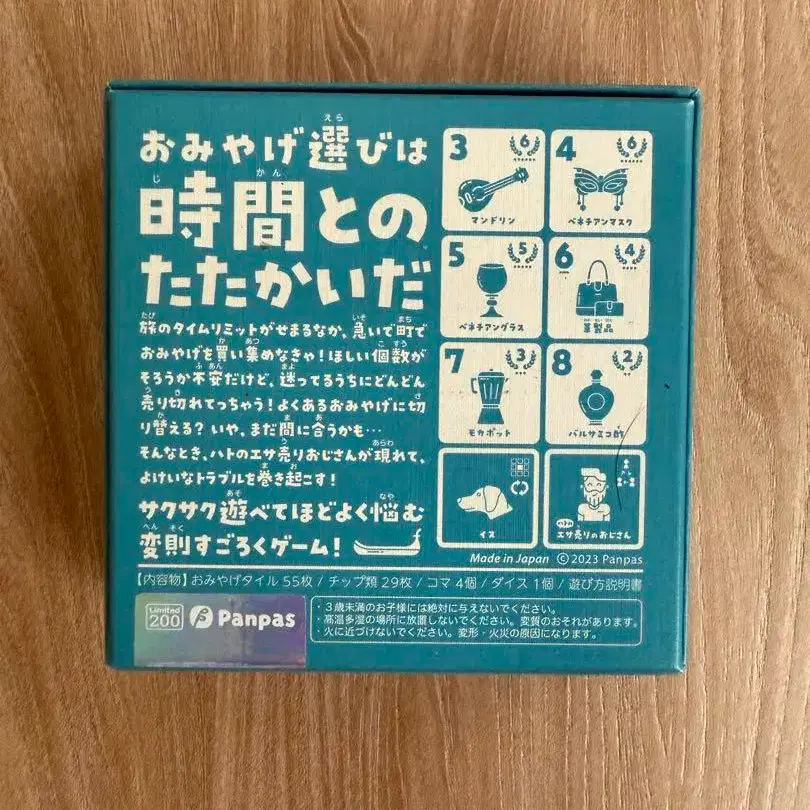 おみやげ選びは
時間との
たたかいだ
旅のタイムリミットがせまるなか、急いで町で
おみやげを買い集めなきゃ！ほしい個数が
そろうか不安だけど、迷ってるうちにどんどん
売り切れてっちゃう！よくあるおみやげに切
り替える？いや、まだ間に合うかも…
そんなとき、ハトのエサ売りおじさんが現れて、
よけいなトラブルを巻き起こす！
サクサク遊べてほどよく悩む
変則すごろくゲーム！
3 6
マンドリン
4 6
ベネチアンマスク
5 5
ベネチアングラス
6 4
革製品
7 3
モカポット
8 2
バルサミコ酢
イヌ
ハトの
エサ売りのおじさん
Made in Japan ©2023 Panpas
【内容物】おみやげタイル 55枚 / チップ類 29枚 / コマ 4個 / ダイス 1個 / 遊び方説明書
Limited
200
Panpas
・3歳未満のお子様には絶対に与えないでください。
・高温多湿の場所に放置しないでください。変質のおそれがあります。
・火に近づけないでください。変形・火災の原因になります。